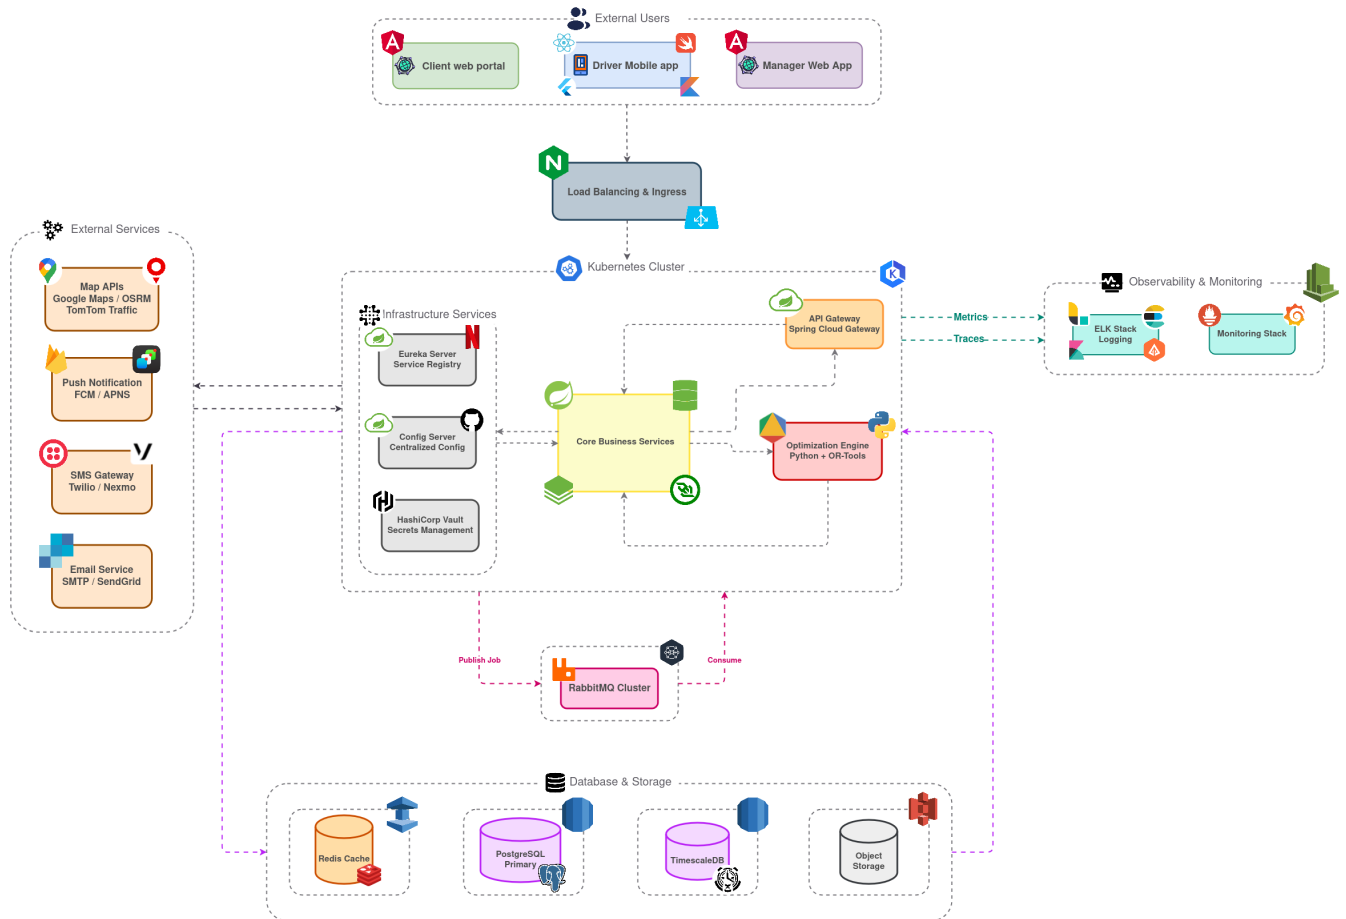 External Users
Client web portal
Driver Mobile app
Manager Web App
Load Balancing & Ingress
External Services
Map APIs
Google Maps / OSRM
TomTom Traffic
Push Notification
FCM / APNS
SMS Gateway
Twilio / Nexmo
Email Service
SMTP / SendGrid
Kubernetes Cluster
Infrastructure Services
Eureka Server
Service Registry
Config Server
Centralized Config
HashiCorp Vault
Secrets Management
API Gateway
Spring Cloud Gateway
Core Business Services
Optimization Engine
Python + OR-Tools
Metrics
Traces
Observability & Monitoring
ELK Stack
Logging
Monitoring Stack
Publish Job
RabbitMQ Cluster
Consume
Database & Storage
Redis Cache
PostgreSQL
Primary
TimescaleDB
Object
Storage